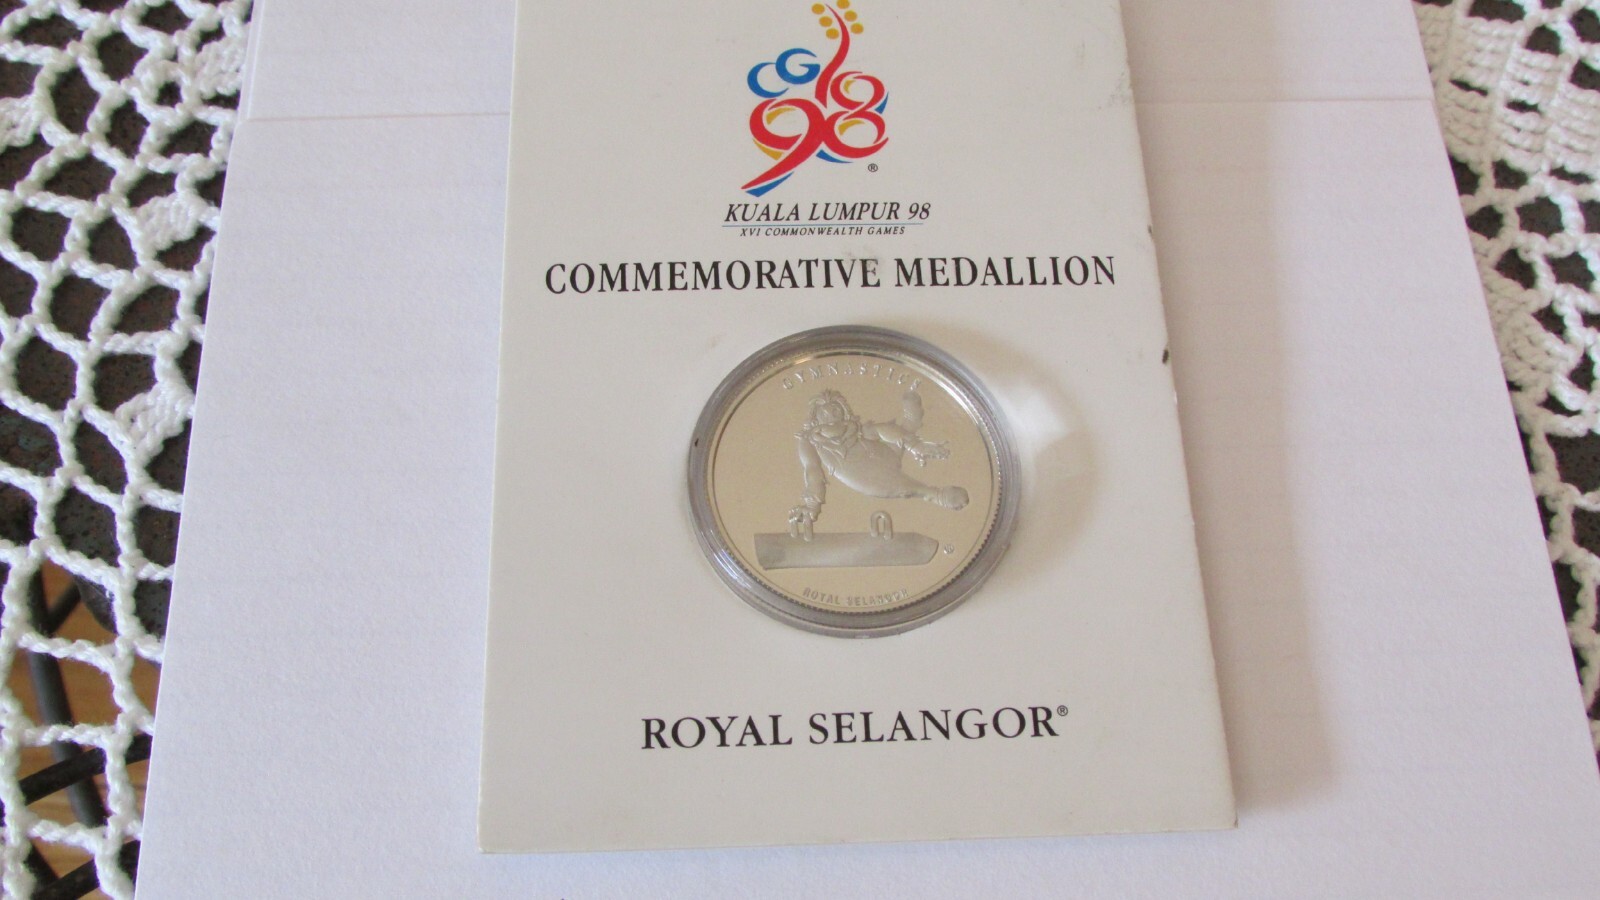 CG
98
®
KUALA LUMPUR 98
XVI COMMONWEALTH GAMES
COMMEMORATIVE MEDALLION
GYMNASTICS
ROYAL SELANGOR
ROYAL SELANGOR®